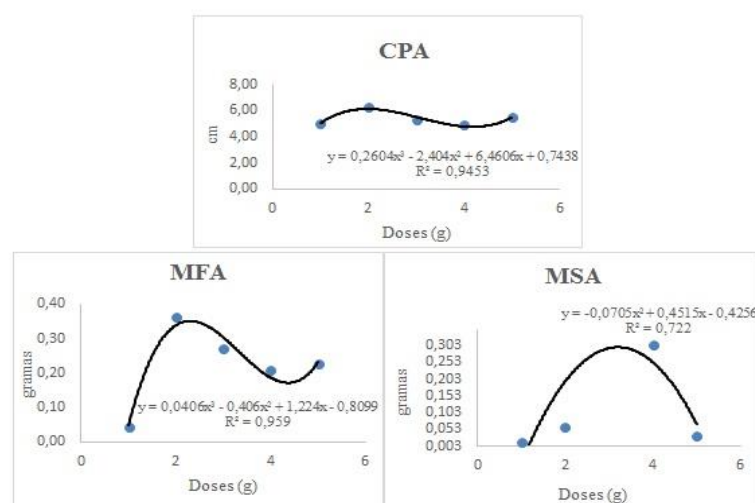 CPA
8,00
6,00
4,00
2,00
0,00
cm
y = 0,2604x³ - 2,404x² + 6,4606x + 0,7438
R² = 0,9453
0 2 4 6
Doses (g)
MFA
0,40
0,30
0,20
0,10
0,00
gramas
y = 0,0406x³ - 0,406x² + 1,224x - 0,8099
R² = 0,959
0 2 4 6
Doses (g)
MSA
y = -0,0705x² + 0,4515x - 0,4256
R² = 0,722
0,303
0,253
0,203
0,153
0,103
0,053
0,003
gramas
0 2 4 6
Doses (g)